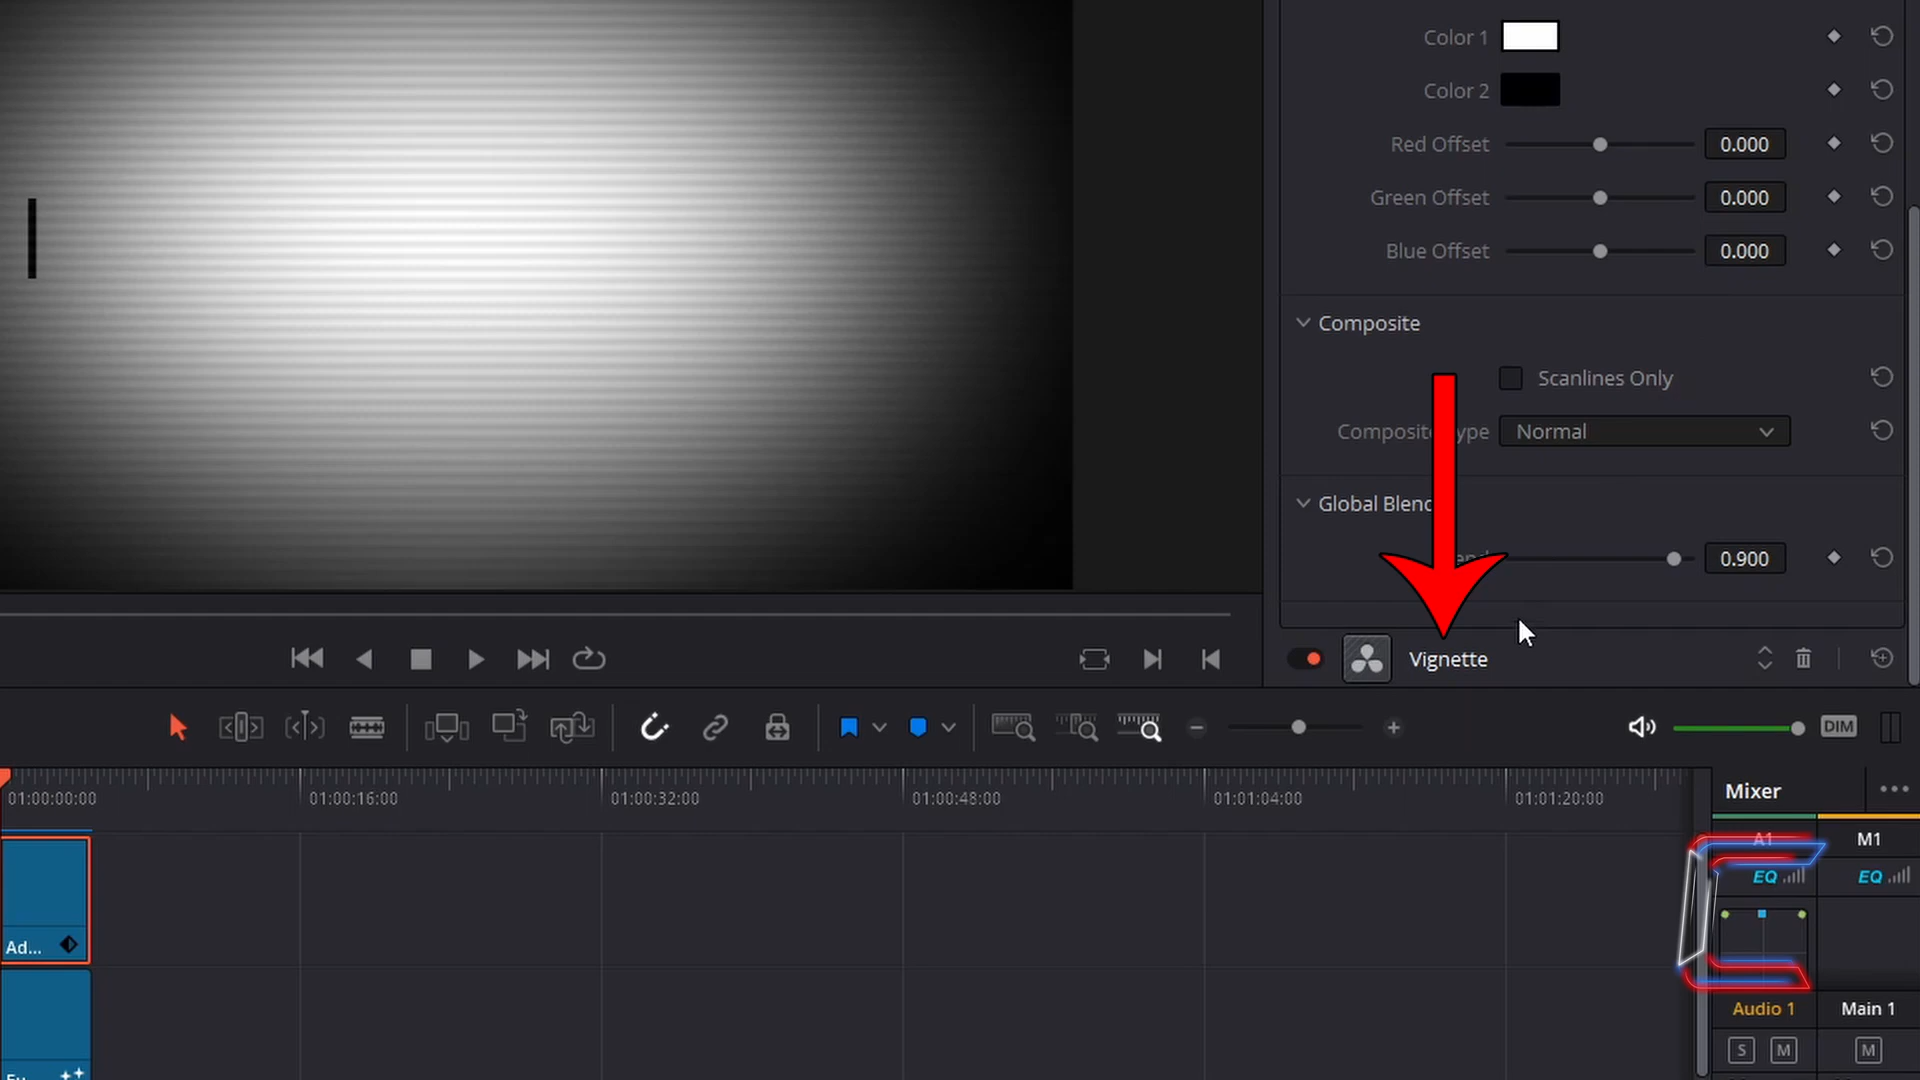 Color 1
Color 2
Red Offset 0.000
Green Offset 0.000
Blue Offset 0.000
Composite
Scanlines Only
Normal
Global
0.900
Vignette
DIM
01:00:00:00 01:00:16:00 01:00:32:00 01:00:48:00 01:01:04:00 01:01:20:00
Mixer
A1 M1
EQ EQ
Ad...
Audio 1 Main 1
S M M